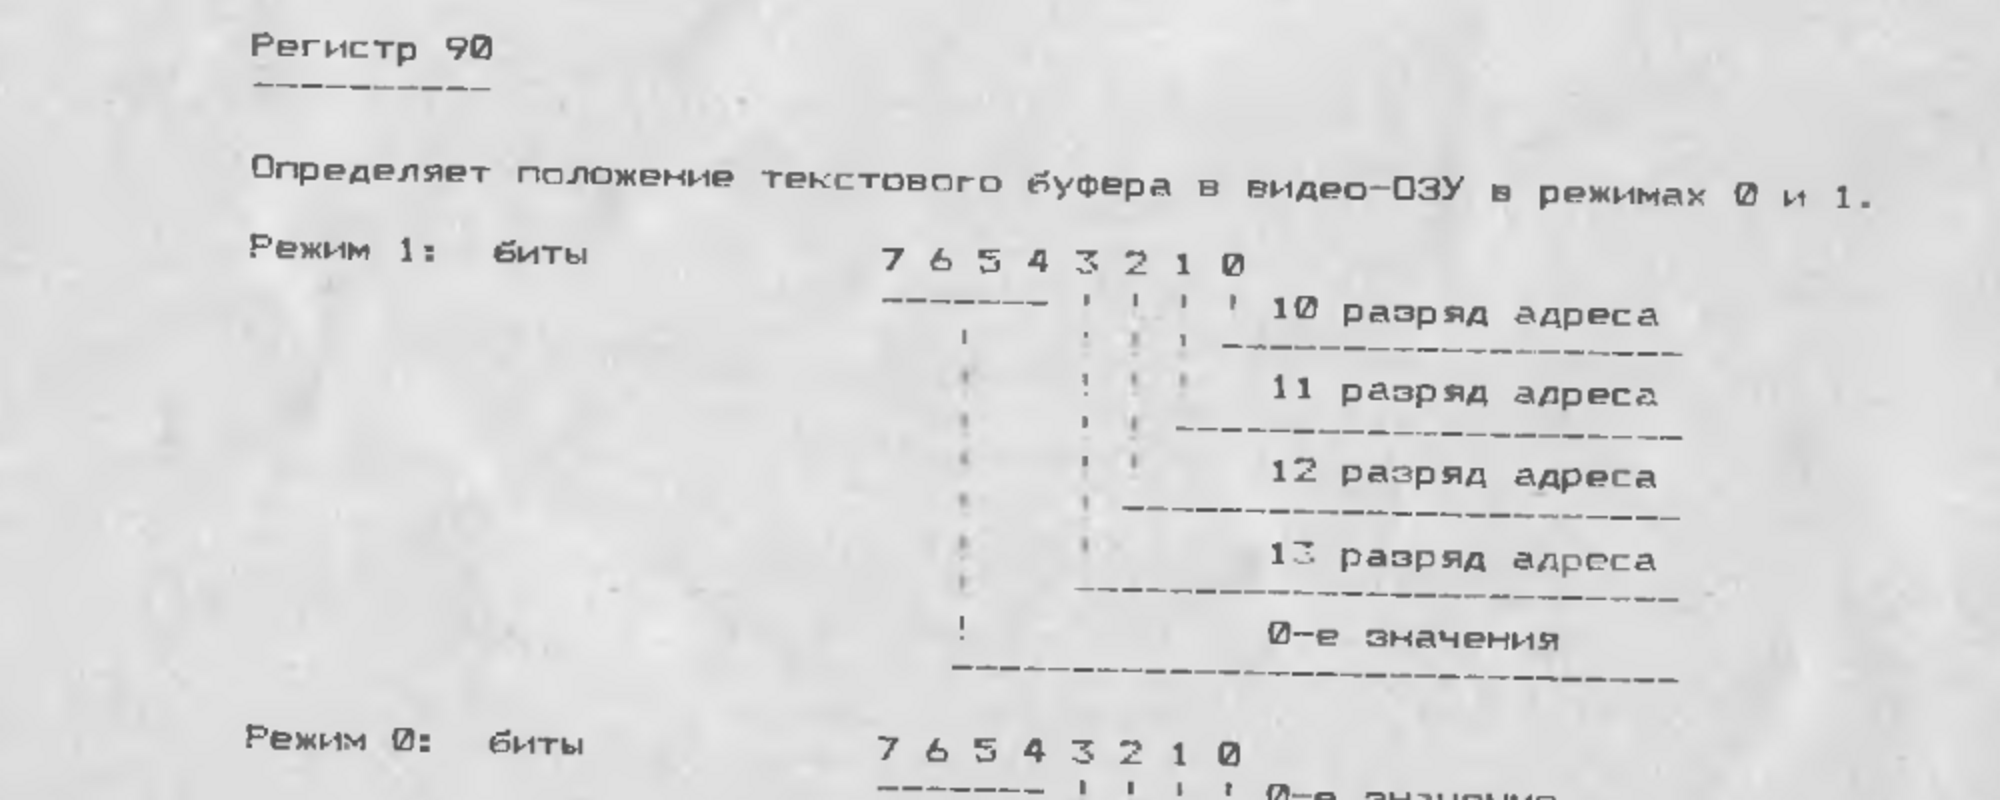 Регистр 90
Определяет положение текстового буфера в видео-ОЗУ в режимах 0 и 1.
Режим 1: биты 7 6 5 4 3 2 1 0
10 разряд адреса
11 разряд адреса
12 разряд адреса
13 разряд адреса
0-е значения
Режим 0: биты 7 6 5 4 3 2 1 0
0-е